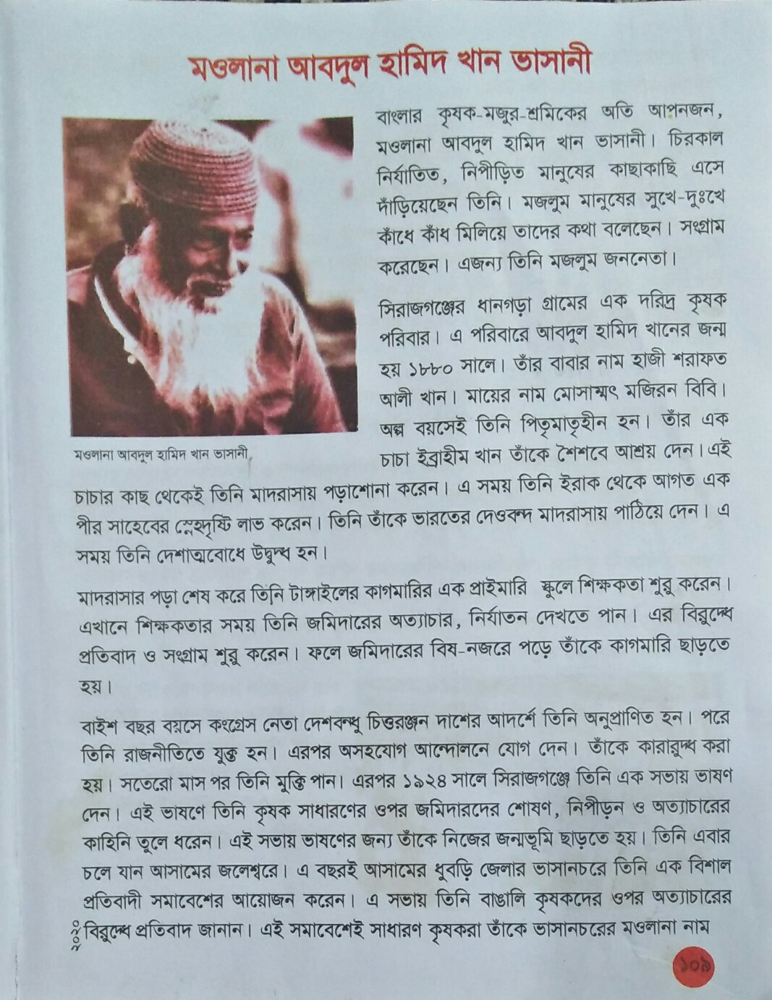 মওলানা আবদুল হামিদ খান ভাসানী
বাংলার কৃষক-মজুর-শ্রমিকের অতি আপনজন,
মওলানা আবদুল হামিদ খান ভাসানী। চিরকাল
নির্যাতিত, নিপীড়িত মানুষের কাছাকাছি এসে
দাঁড়িয়েছেন তিনি। মজলুম মানুষের সুখে-দুঃখে
কাঁধে কাঁধ মিলিয়ে তাদের কথা বলেছেন। সংগ্রাম
করেছেন। এজন্য তিনি মজলুম জননেতা।
সিরাজগঞ্জের ধানগড়া গ্রামের এক দরিদ্র কৃষক
পরিবার। এ পরিবারে আবদুল হামিদ খানের জন্ম
হয় ১৮৮০ সালে। তাঁর বাবার নাম হাজী শরাফত
আলী খান। মায়ের নাম মোসাম্মৎ মজিরন বিবি।
অল্প বয়সেই তিনি পিতৃমাতৃহীন হন। তাঁর এক
চাচা ইব্রাহীম খান তাঁকে শৈশবে আশ্রয় দেন। এই
মওলানা আবদুল হামিদ খান ভাসানী,
চাচার কাছ থেকেই তিনি মাদরাসায় পড়াশোনা করেন। এ সময় তিনি ইরাক থেকে আগত এক
পীর সাহেবের স্নেহদৃষ্টি লাভ করেন। তিনি তাঁকে ভারতের দেওবন্দ মাদরাসায় পাঠিয়ে দেন। এ
সময় তিনি দেশাত্মবোধে উদ্বুদ্ধ হন।
মাদরাসার পড়া শেষ করে তিনি টাঙ্গাইলের কাগমারির এক প্রাইমারি স্কুলে শিক্ষকতা শুরু করেন।
এখানে শিক্ষকতার সময় তিনি জমিদারের অত্যাচার, নির্যাতন দেখতে পান। এর বিরুদ্ধে
প্রতিবাদ ও সংগ্রাম শুরু করেন। ফলে জমিদারের বিষ-নজরে পড়ে তাঁকে কাগমারি ছাড়তে
হয়।
বাইশ বছর বয়সে কংগ্রেস নেতা দেশবন্ধু চিত্তরঞ্জন দাশের আদর্শে তিনি অনুপ্রাণিত হন। পরে
তিনি রাজনীতিতে যুক্ত হন। এরপর অসহযোগ আন্দোলনে যোগ দেন। তাঁকে কারারুদ্ধ করা
হয়। সতেরো মাস পর তিনি মুক্তি পান। এরপর ১৯২৪ সালে সিরাজগঞ্জে তিনি এক সভায় ভাষণ
দেন। এই ভাষণে তিনি কৃষক সাধারণের ওপর জমিদারদের শোষণ, নিপীড়ন ও অত্যাচারের
কাহিনি তুলে ধরেন। এই সভায় ভাষণের জন্য তাঁকে নিজের জন্মভূমি ছাড়তে হয়। তিনি এবার
চলে যান আসামের জলেশ্বরে। এ বছরই আসামের ধুবড়ি জেলার ভাসানচরে তিনি এক বিশাল
প্রতিবাদী সমাবেশের আয়োজন করেন। এ সভায় তিনি বাঙালি কৃষকদের ওপর অত্যাচারের
বিরুদ্ধে প্রতিবাদ জানান। এই সমাবেশেই সাধারণ কৃষকরা তাঁকে ভাসানচরের মওলানা নাম
২০২০
১০৯